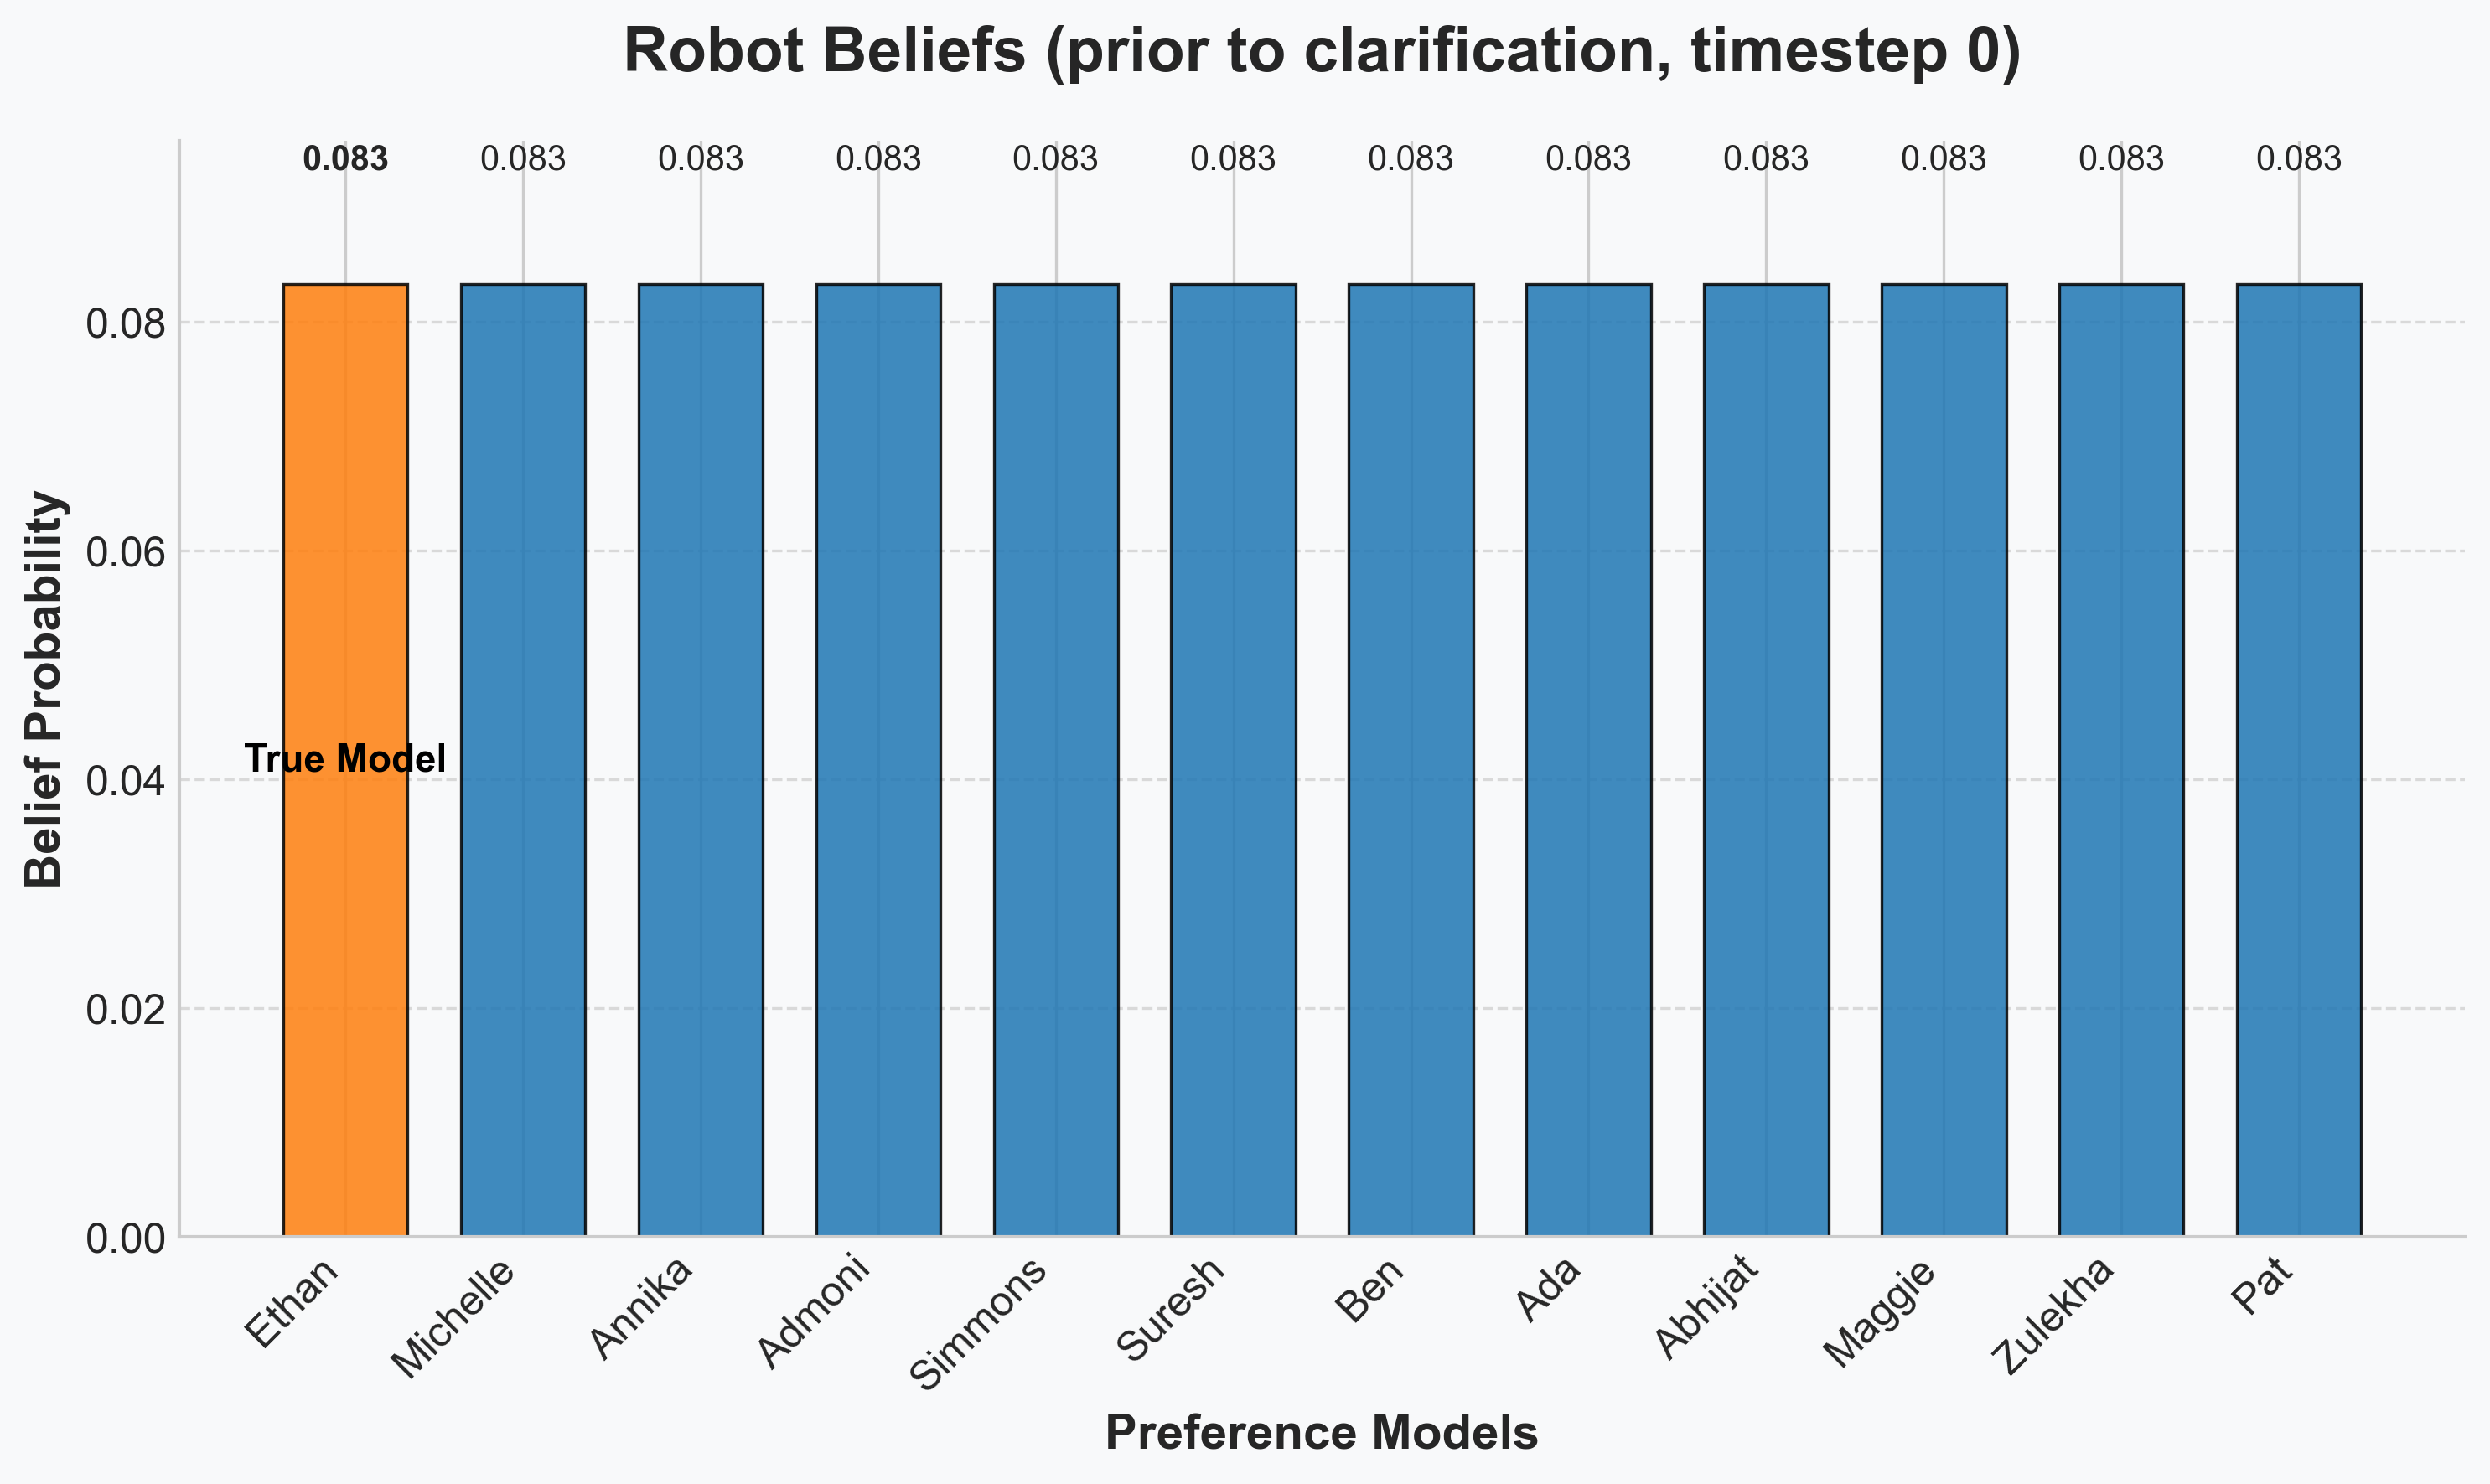 Robot Beliefs (prior to clarification, timestep 0)
0.083 0.083 0.083 0.083 0.083 0.083 0.083 0.083 0.083 0.083 0.083 0.083
Belief Probability
0.08
0.06
0.04
0.02
0.00
True Model
Ethan Michelle Annika Admoni Simmons Suresh Ben Ada Abhijat Maggie Zulekha Pat
Preference Models